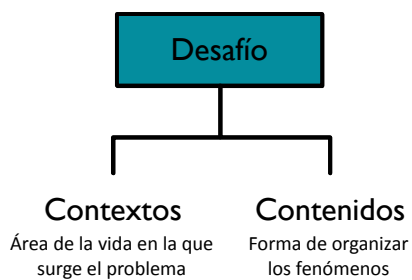 Desafío
Contextos
Área de la vida en la que
surge el problema
Contenidos
Forma de organizar
los fenómenos